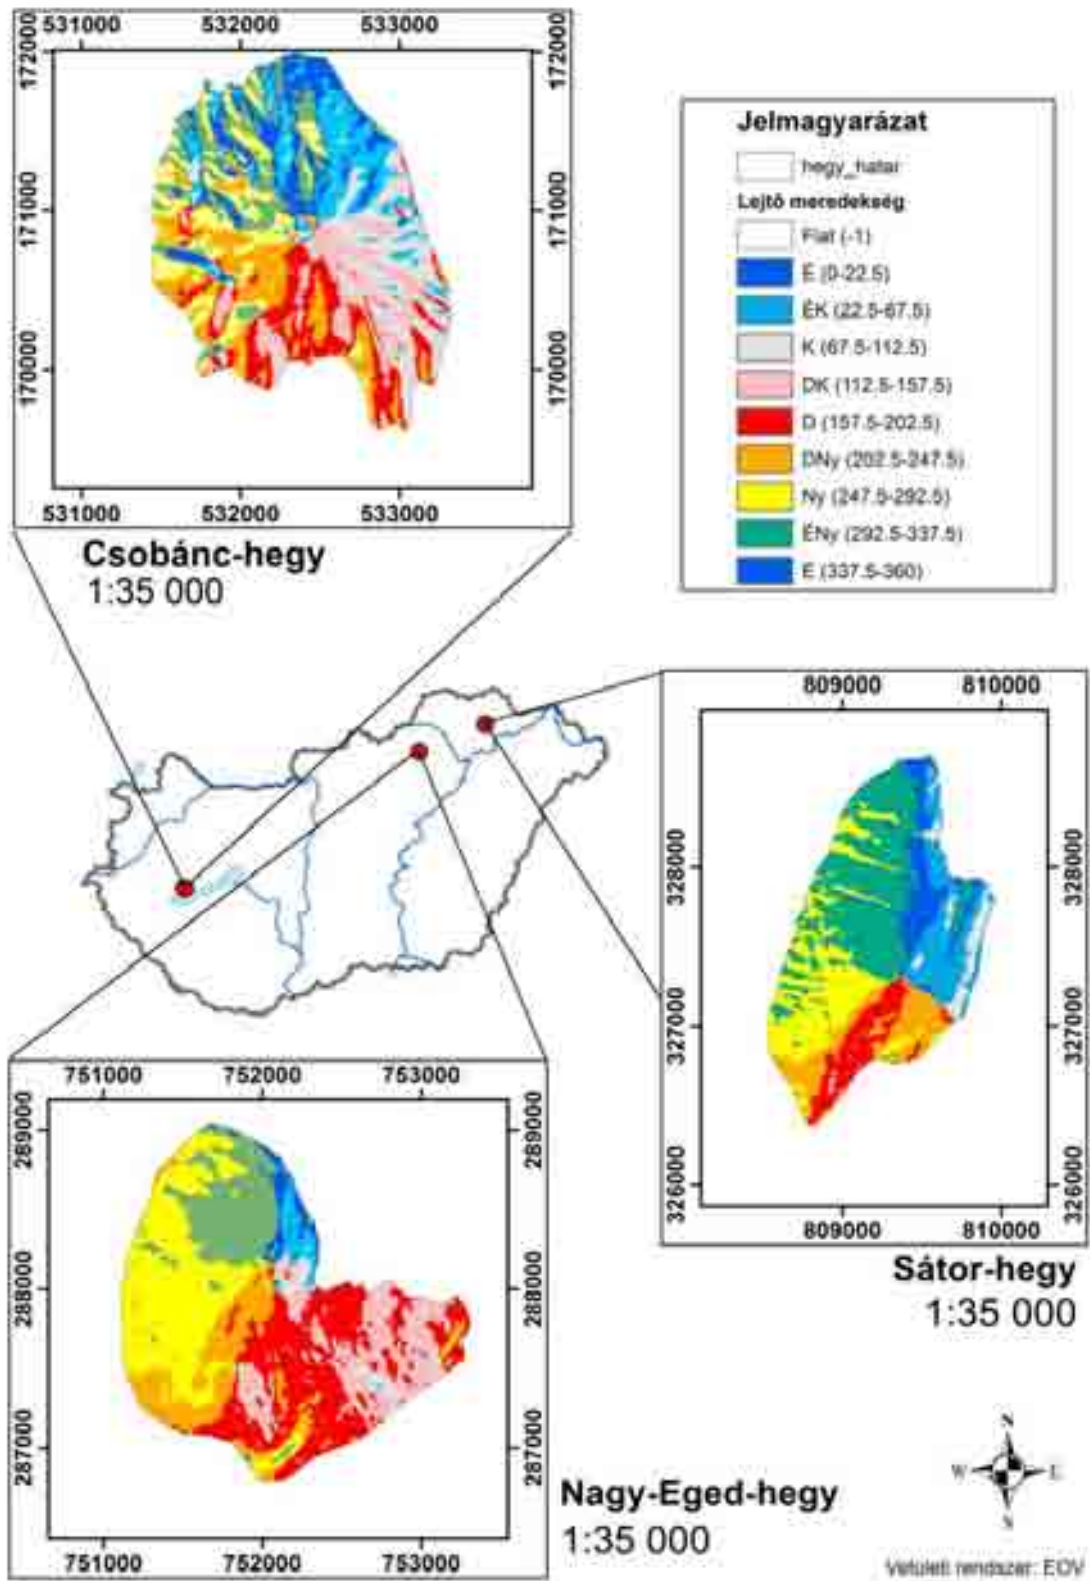 531000 532000 533000
172000 172000
171000 171000
170000 170000
531000 532000 533000
Csobánc-hegy
1:35 000
Jelmagyarázat
hegy_hatar
Lejtő meredekség
Flat (-1)
É (0-22.5)
ÉK (22.5-67.5)
K (67.5-112.5)
DK (112.5-157.5)
D (157.5-202.5)
DNy (202.5-247.5)
Ny (247.5-292.5)
ÉNy (292.5-337.5)
E (337.5-360)
809000 810000
328000 328000
327000 327000
326000 326000
809000 810000
Sátor-hegy
1:35 000
751000 752000 753000
289000 289000
288000 288000
287000 287000
751000 752000 753000
Nagy-Eged-hegy
1:35 000
N
W E
S
Vetületi rendszer: EOV